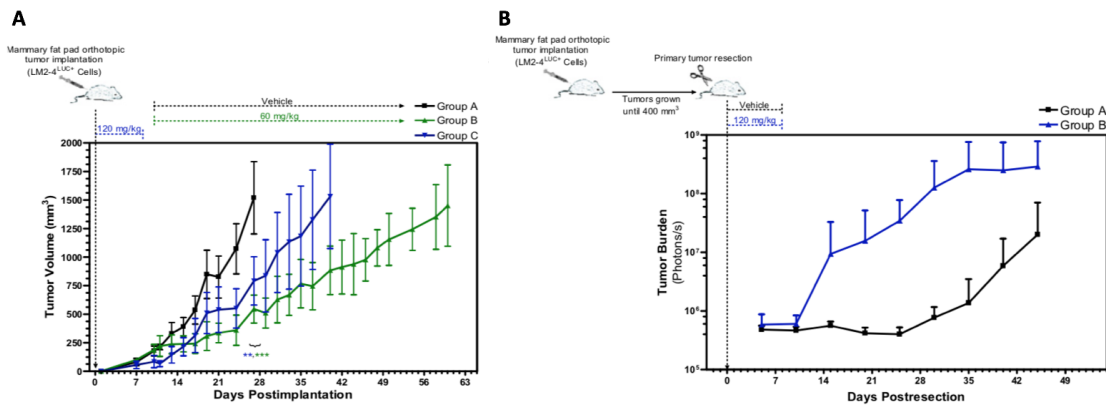 A
Mammary fat pad orthotopic
tumor implantation
(LM2-4LUC+ Cells)
Vehicle
60 mg/kg
120 mg/kg
Group A
Group B
Group C
2000
1750
1500
1250
1000
750
500
250
0
Tumor Volume (mm3)
**,***
0 7 14 21 28 35 42 49 56 63
Days Postimplantation
B
Mammary fat pad orthotopic
tumor implantation
(LM2-4LUC+ Cells)
Primary tumor resection
Tumors grown
until 400 mm3
Vehicle
120 mg/kg
Group A
Group B
109
108
107
106
105
Tumor Burden
(Photons/s)
0 7 14 21 28 35 42 49
Days Postresection